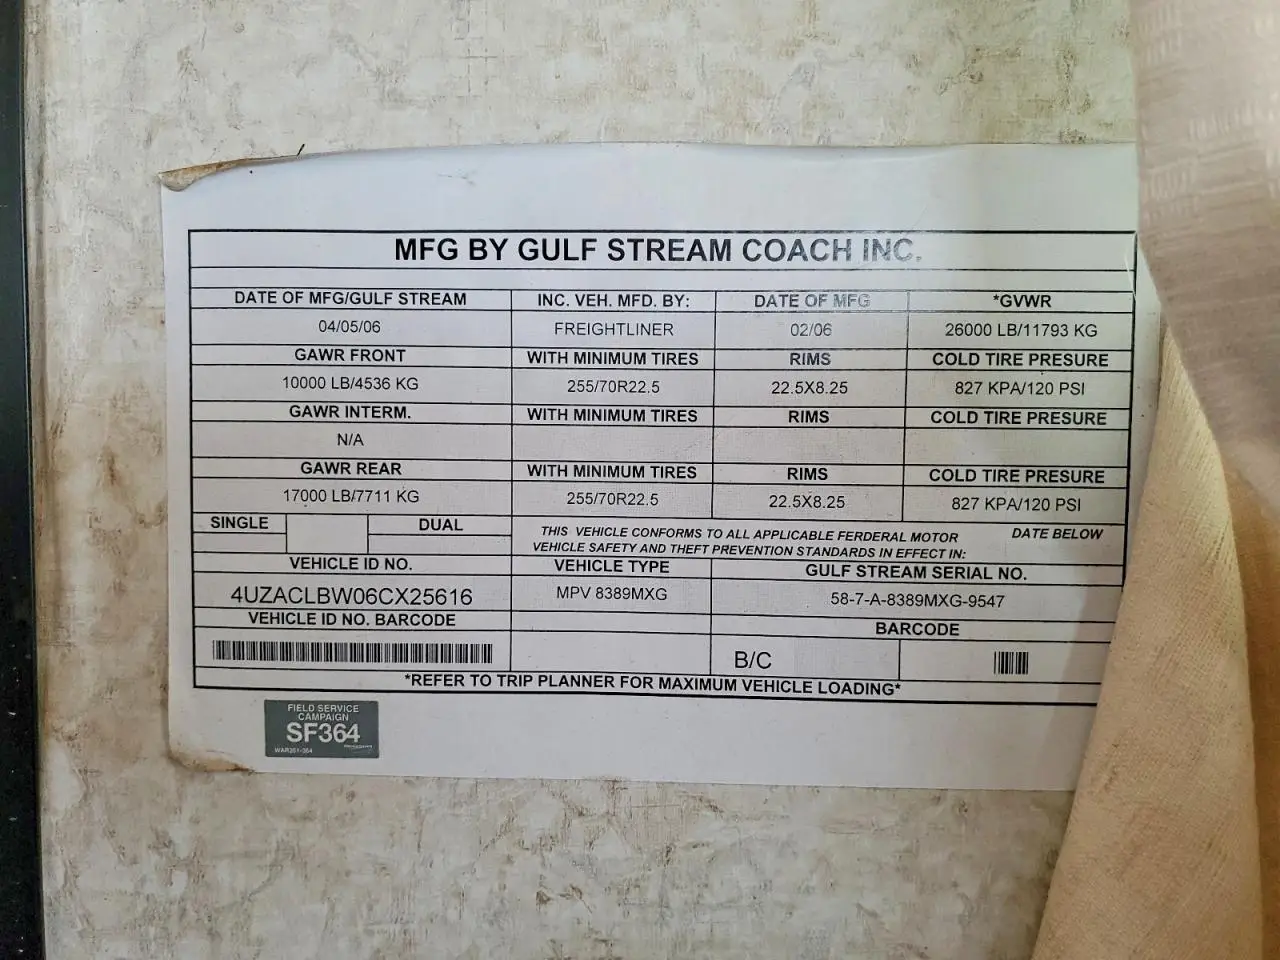 MFG BY GULF STREAM COACH INC.
DATE OF MFG/GULF STREAM INC. VEH. MFD. BY: DATE OF MFG *GVWR
04/05/06 FREIGHTLINER 02/06 26000 LB/11793 KG
GAWR FRONT WITH MINIMUM TIRES RIMS COLD TIRE PRESURE
10000 LB/4536 KG 255/70R22.5 22.5X8.25 827 KPA/120 PSI
GAWR INTERM. WITH MINIMUM TIRES RIMS COLD TIRE PRESURE
N/A
GAWR REAR WITH MINIMUM TIRES RIMS COLD TIRE PRESURE
17000 LB/7711 KG 255/70R22.5 22.5X8.25 827 KPA/120 PSI
SINGLE DUAL THIS VEHICLE CONFORMS TO ALL APPLICABLE FERDERAL MOTOR DATE BELOW
VEHICLE SAFETY AND THEFT PREVENTION STANDARDS IN EFFECT IN:
VEHICLE ID NO. VEHICLE TYPE GULF STREAM SERIAL NO.
4UZACLBW06CX25616 MPV 8389MXG 58-7-A-8389MXG-9547
VEHICLE ID NO. BARCODE BARCODE
B/C
*REFER TO TRIP PLANNER FOR MAXIMUM VEHICLE LOADING*
FIELD SERVICE
CAMPAIGN
SF364